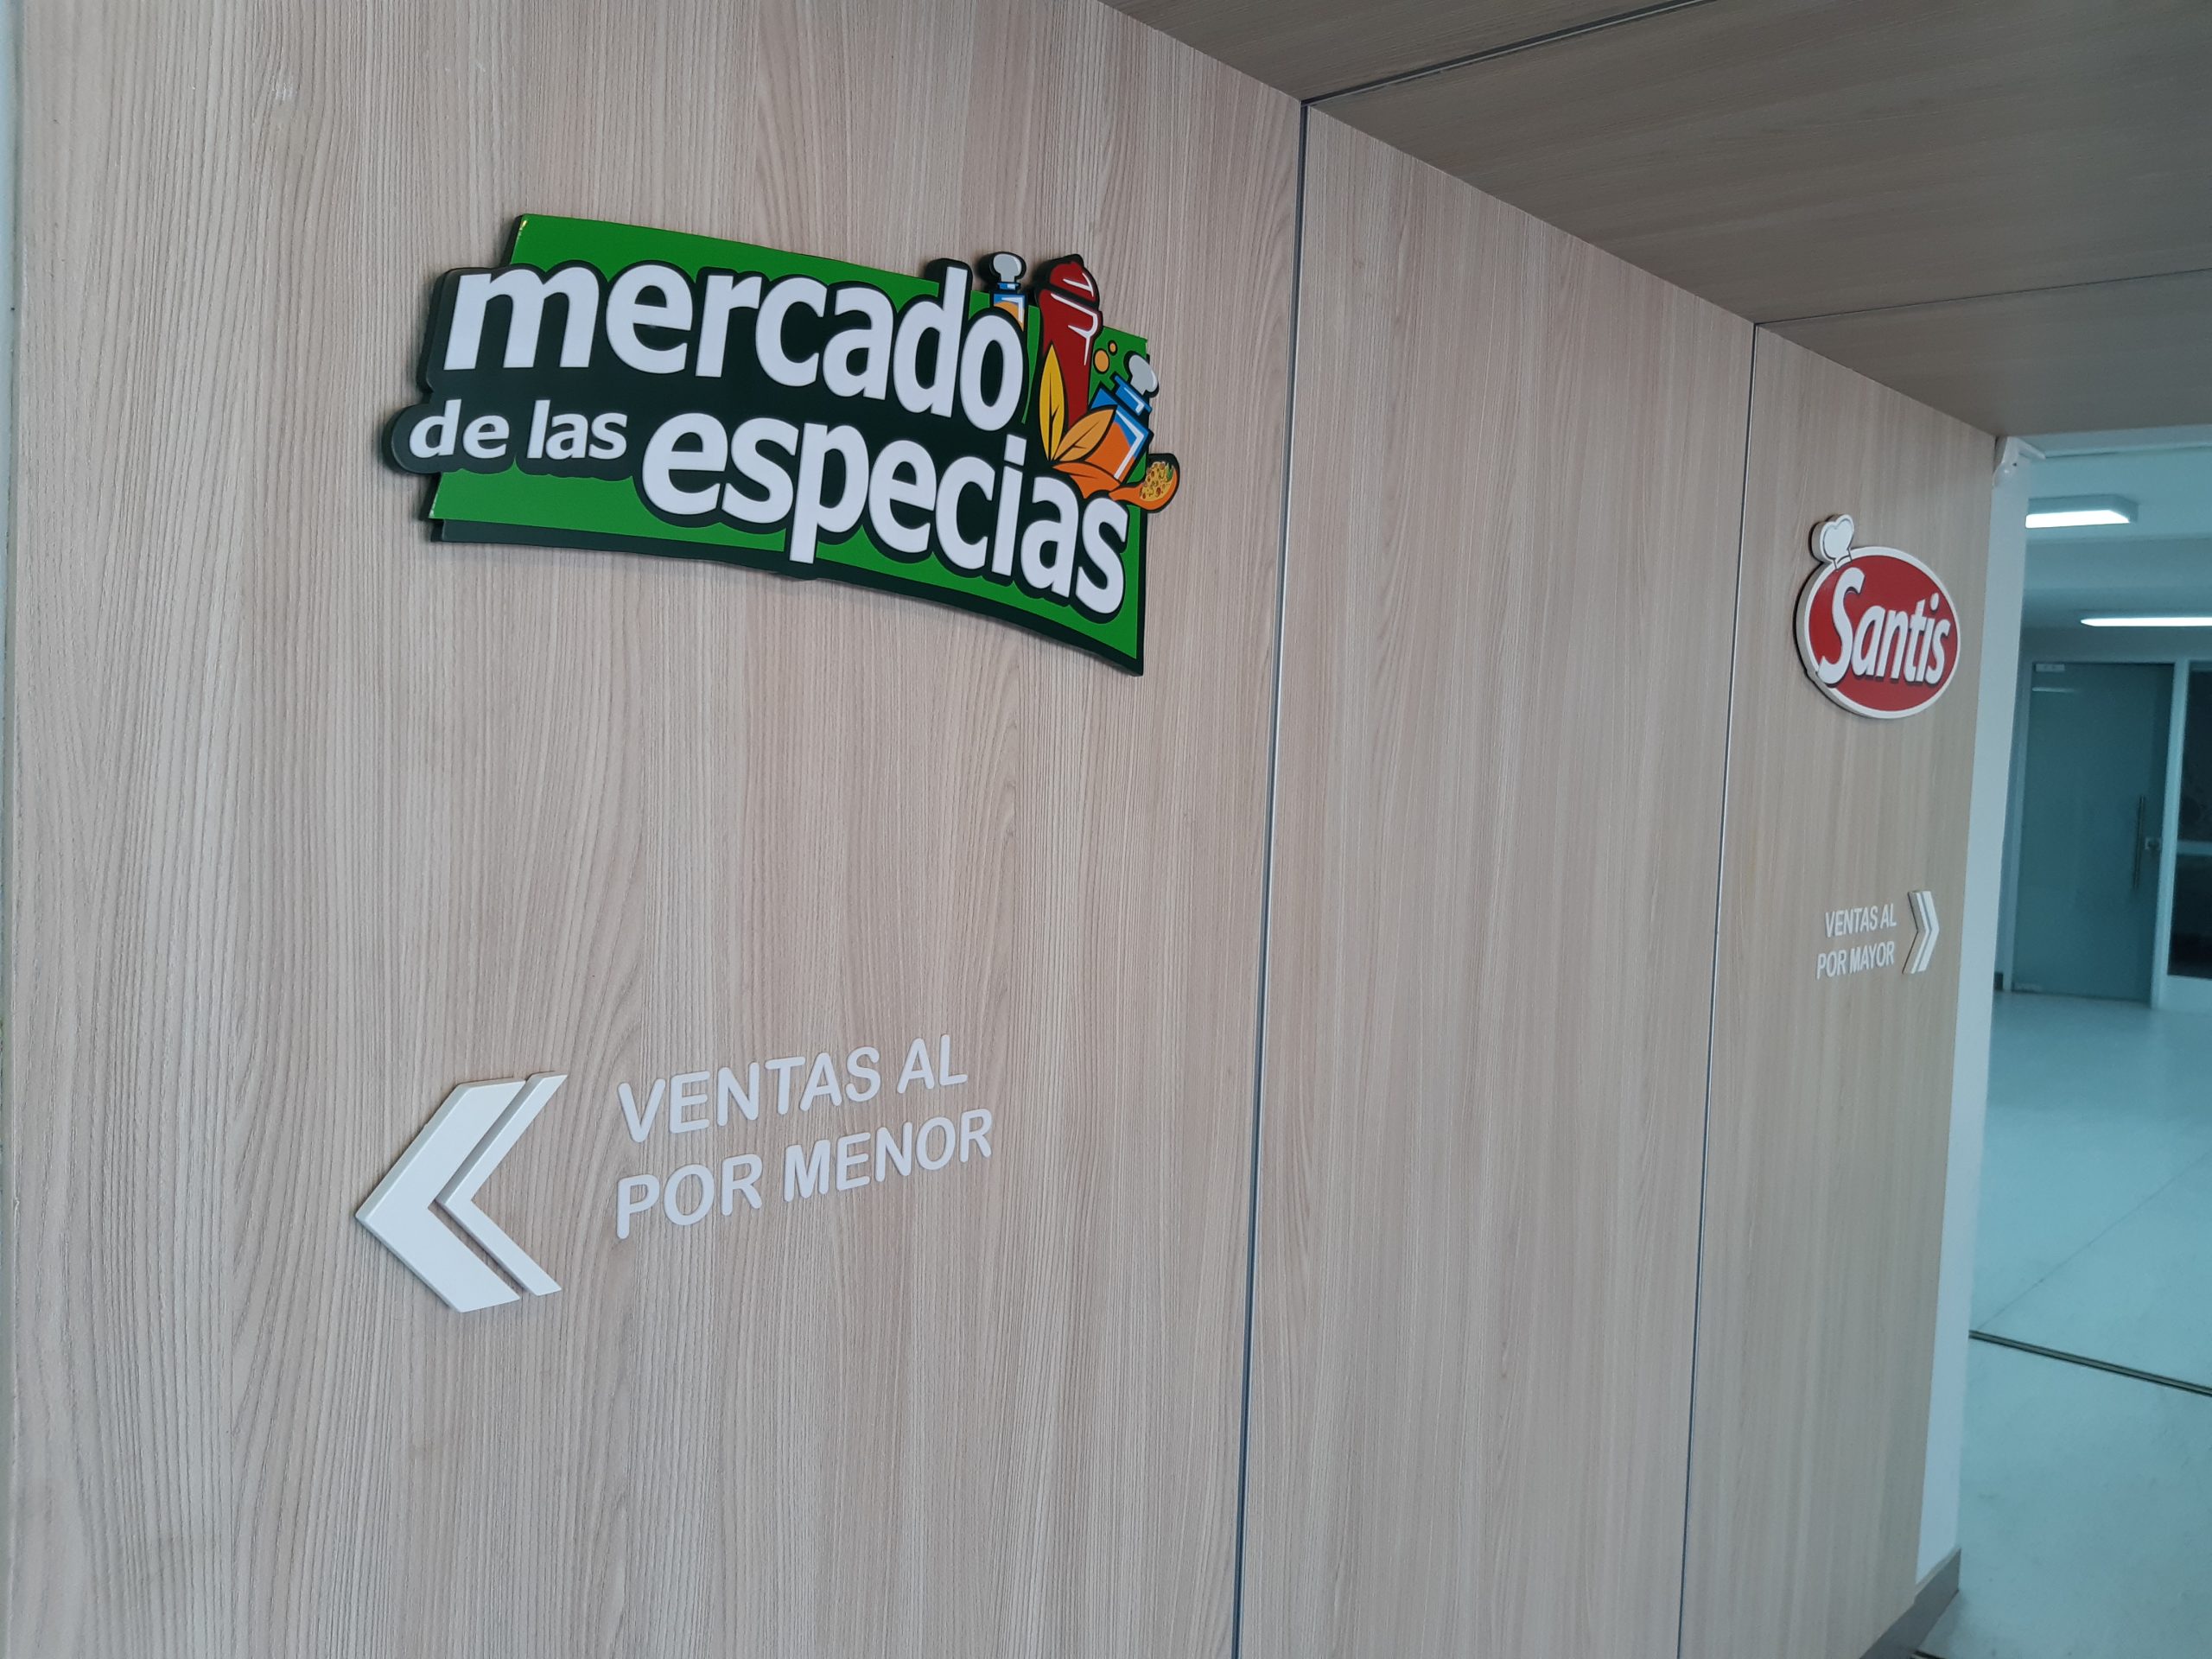 mercado
de las especias
VENTAS AL
POR MENOR
Santis
VENTAS AL
POR MAYOR